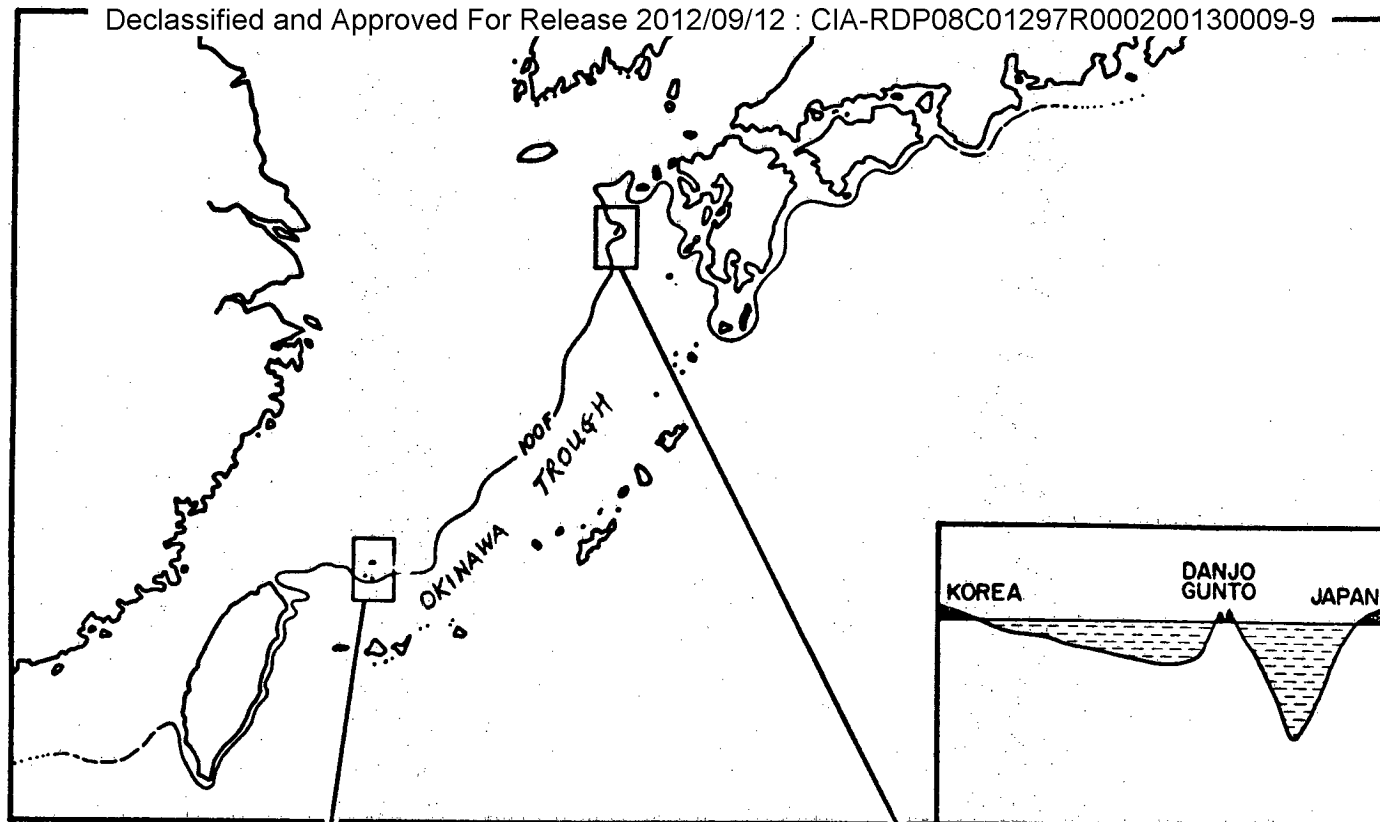 Declassified and Approved For Release 2012/09/12 : CIA-RDP08C01297R000200130009-9
100F
OKINAWA TROUGH
KOREA
DANJO
GUNTO
JAPAN